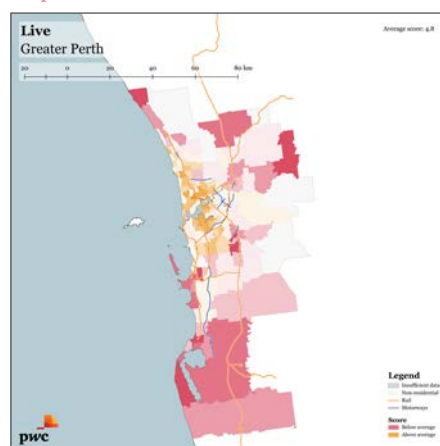 Live
Greater Perth
Average score: 4.8
20 0 20 40 60 80 km
Legend
Insufficient data
Non-residential
Rail
Motorways
Score
Below average
Above average
pwc